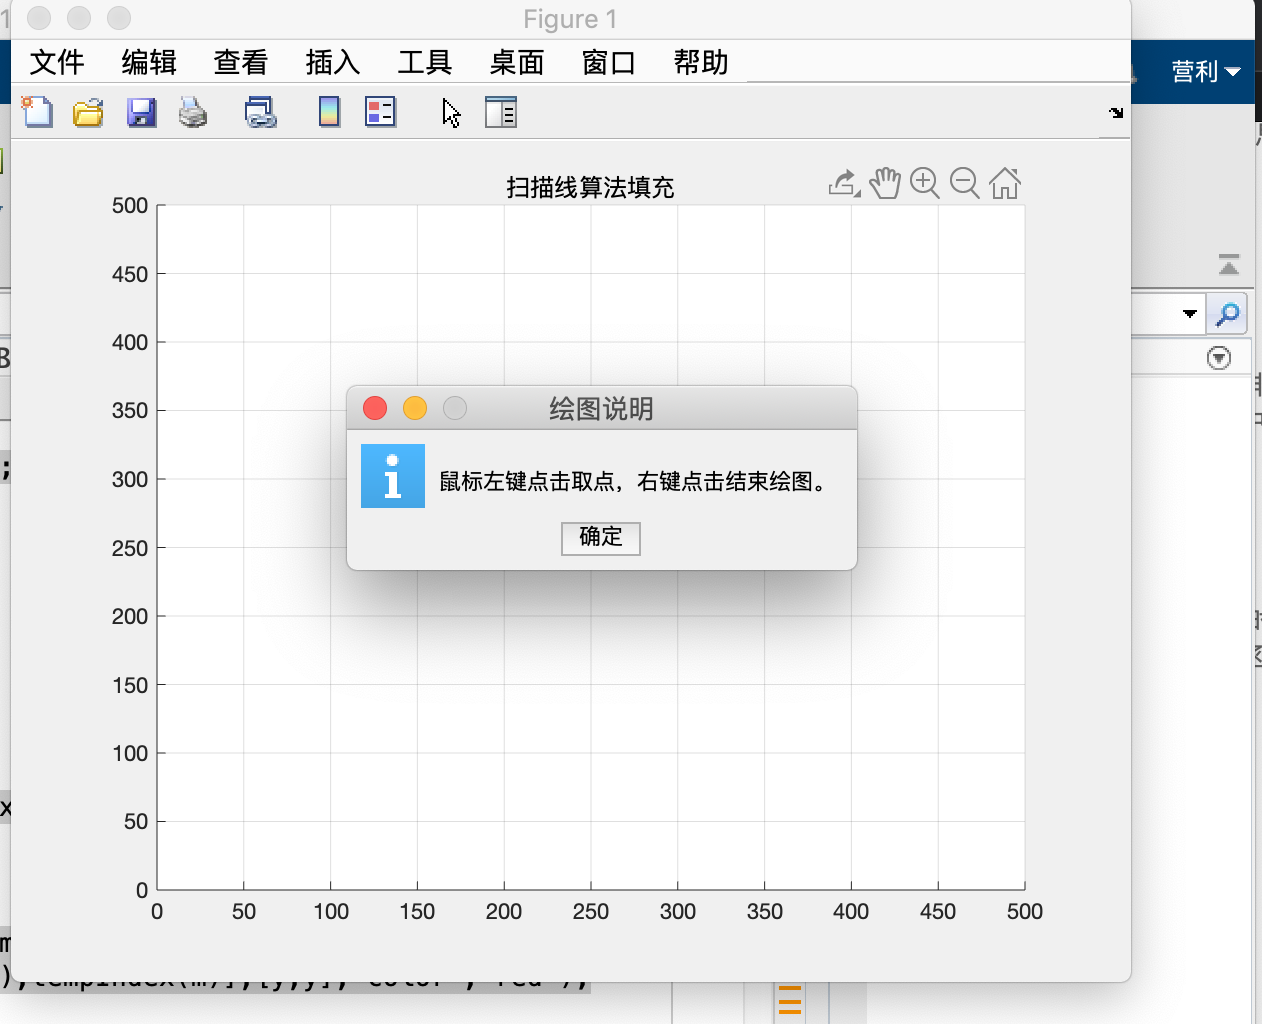 Figure 1
文件 编辑 查看 插入 工具 桌面 窗口 帮助
营利
扫描线算法填充
500
450
400
350
300
250
200
150
100
50
0
0 50 100 150 200 250 300 350 400 450 500
绘图说明
鼠标左键点击取点，右键点击结束绘图。
确定
),tempindex(m)],[y,y],'color','red');